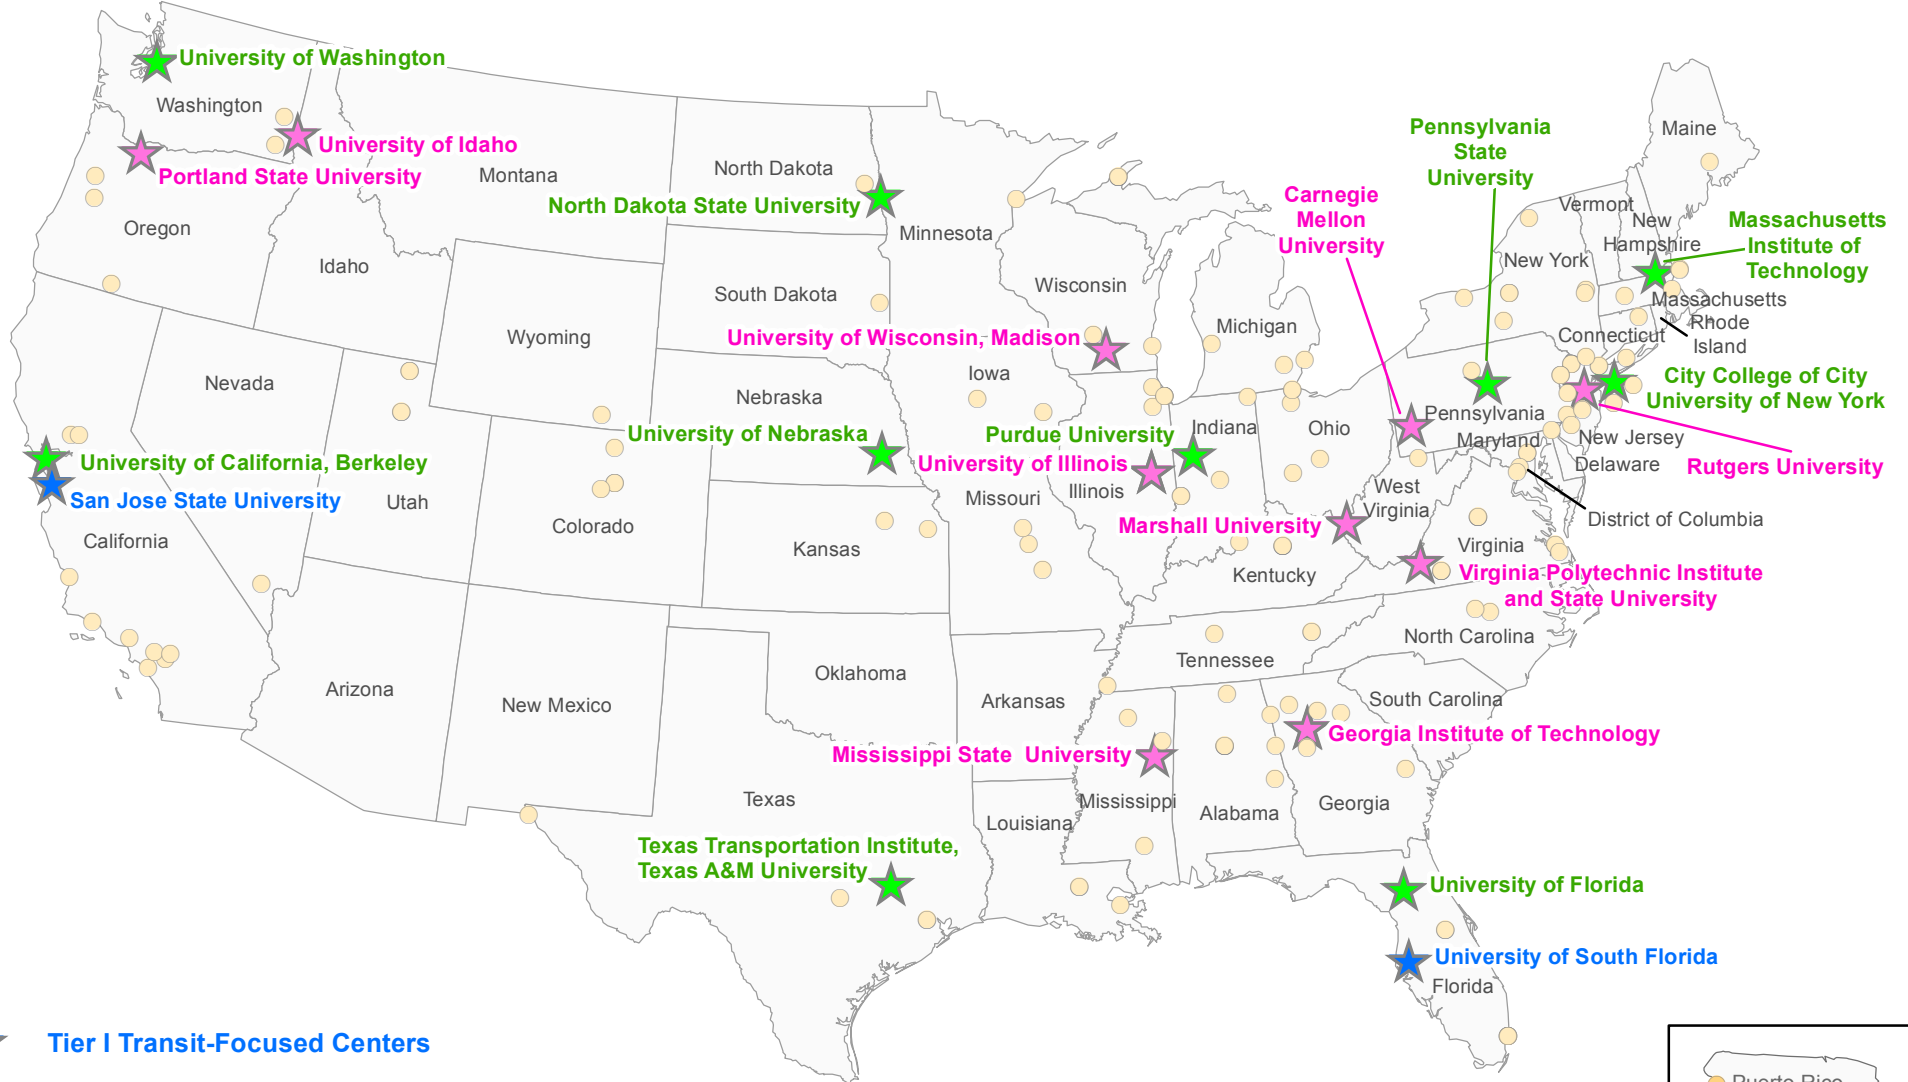 University of Washington
Washington
University of Idaho
Portland State University
Oregon
Montana
Idaho
North Dakota
North Dakota State University
Minnesota
South Dakota
Wyoming
Wisconsin
University of Wisconsin, Madison
Michigan
Iowa
Nebraska
University of Nebraska
Nevada
University of California, Berkeley
San Jose State University
California
Utah
Colorado
Kansas
Missouri
Purdue University
University of Illinois
Illinois
Indiana
Ohio
Marshall University
Kentucky
West
Virginia
Virginia
Virginia Polytechnic Institute
and State University
Carnegie
Mellon
University
Pennsylvania
State
University
Maine
Vermont
New
Hampshire
Massachusetts
Institute of
Technology
New York
Massachusetts
Rhode
Island
Connecticut
City College of City
University of New York
Pennsylvania
Maryland
New Jersey
Delaware
Rutgers University
District of Columbia
North Carolina
Tennessee
South Carolina
Georgia Institute of Technology
Arizona
New Mexico
Oklahoma
Arkansas
Mississippi State  University
Mississippi
Alabama
Georgia
Texas
Louisiana
Texas Transportation Institute,
Texas A&M University
University of Florida
University of South Florida
Florida
Tier I Transit-Focused Centers
Puerto Rico